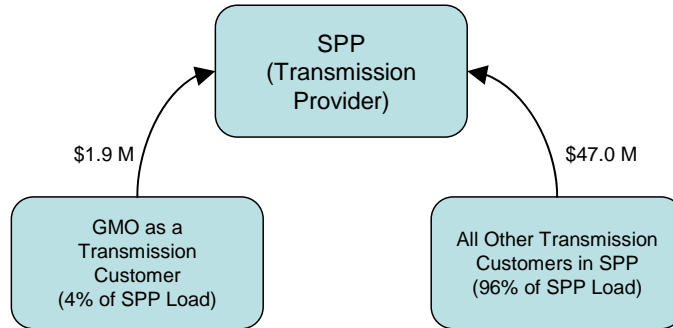 SPP
(Transmission
Provider)
$1.9 M
$47.0 M
GMO as a
Transmission
Customer
(4% of SPP Load)
All Other Transmission
Customers in SPP
(96% of SPP Load)